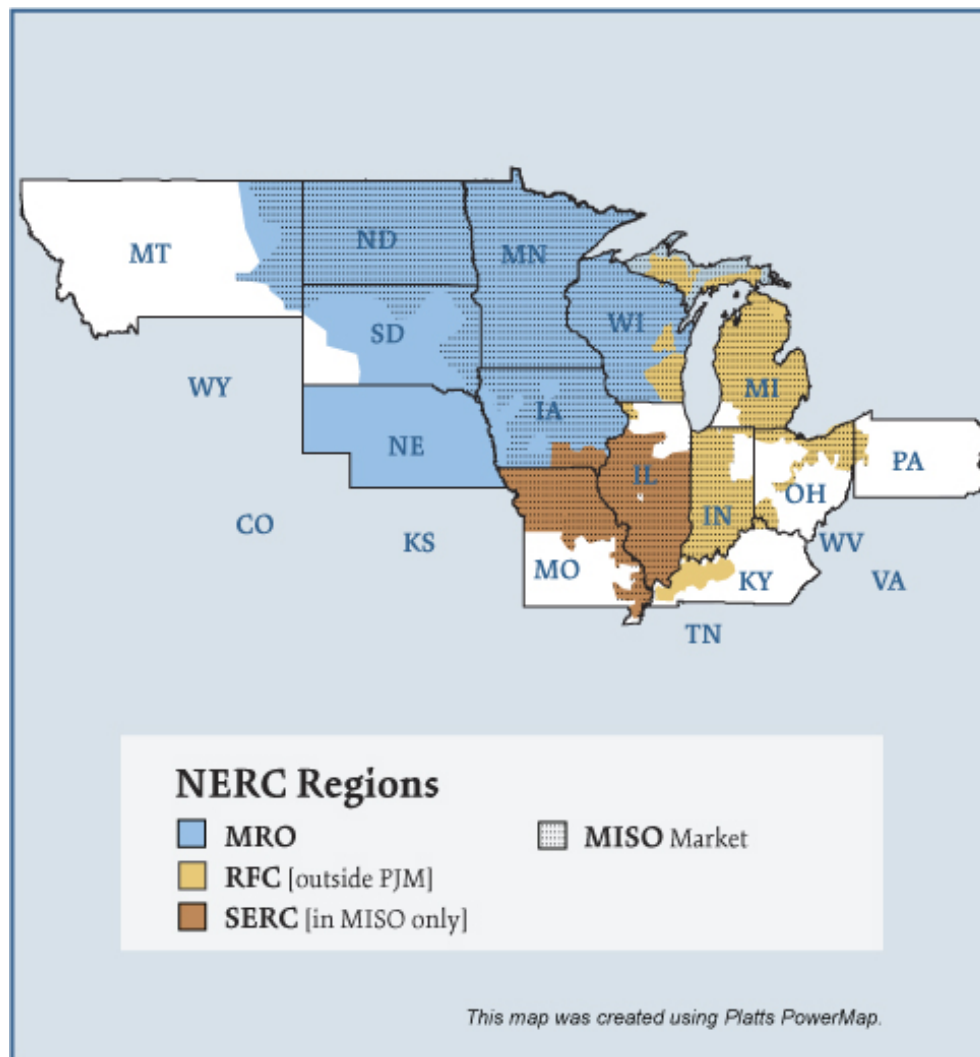 MT
ND
MN
SD
WI
WY
MI
IA
NE
PA
IL
OH
IN
CO
KS
WV
MO
KY
VA
TN
NERC Regions
MRO
MISO Market
RFC [outside PJM]
SERC [in MISO only]
This map was created using Platts PowerMap.